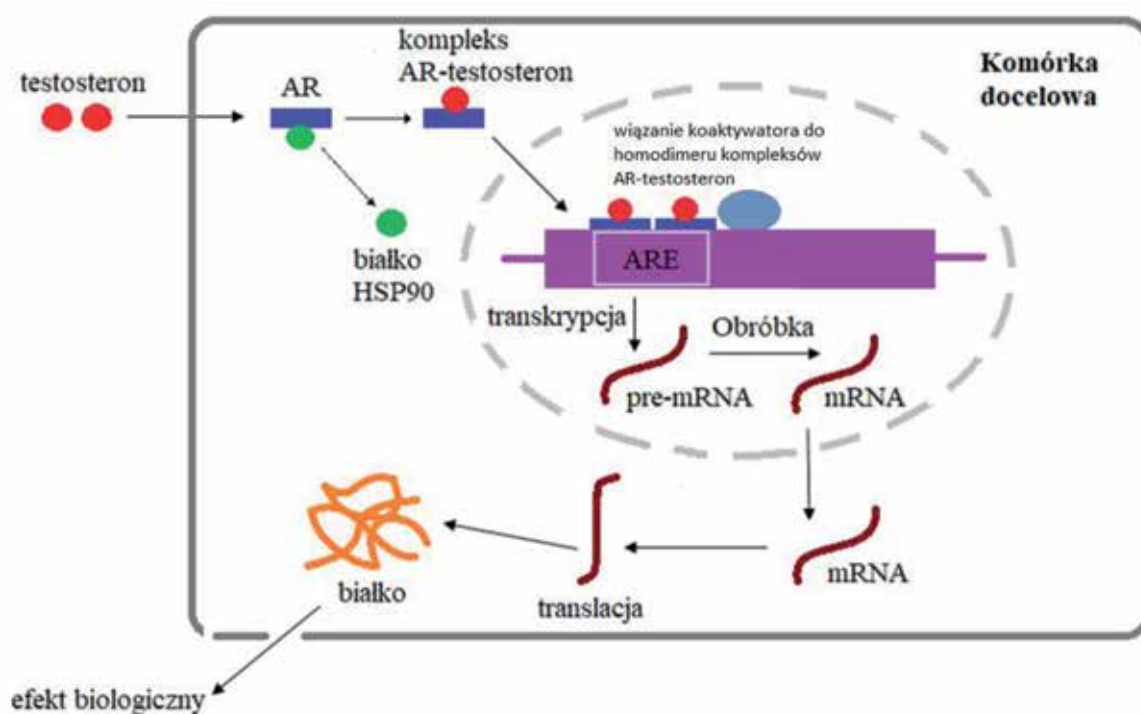 testosteron
AR
kompleks
AR-testosteron
Komórka
docelowa
wiązanie koaktywatora do
homodimeru kompleksów
AR-testosteron
białko
HSP90
ARE
transkrypcja
Obróbka
pre-mRNA
mRNA
mRNA
translacja
białko
efekt biologiczny